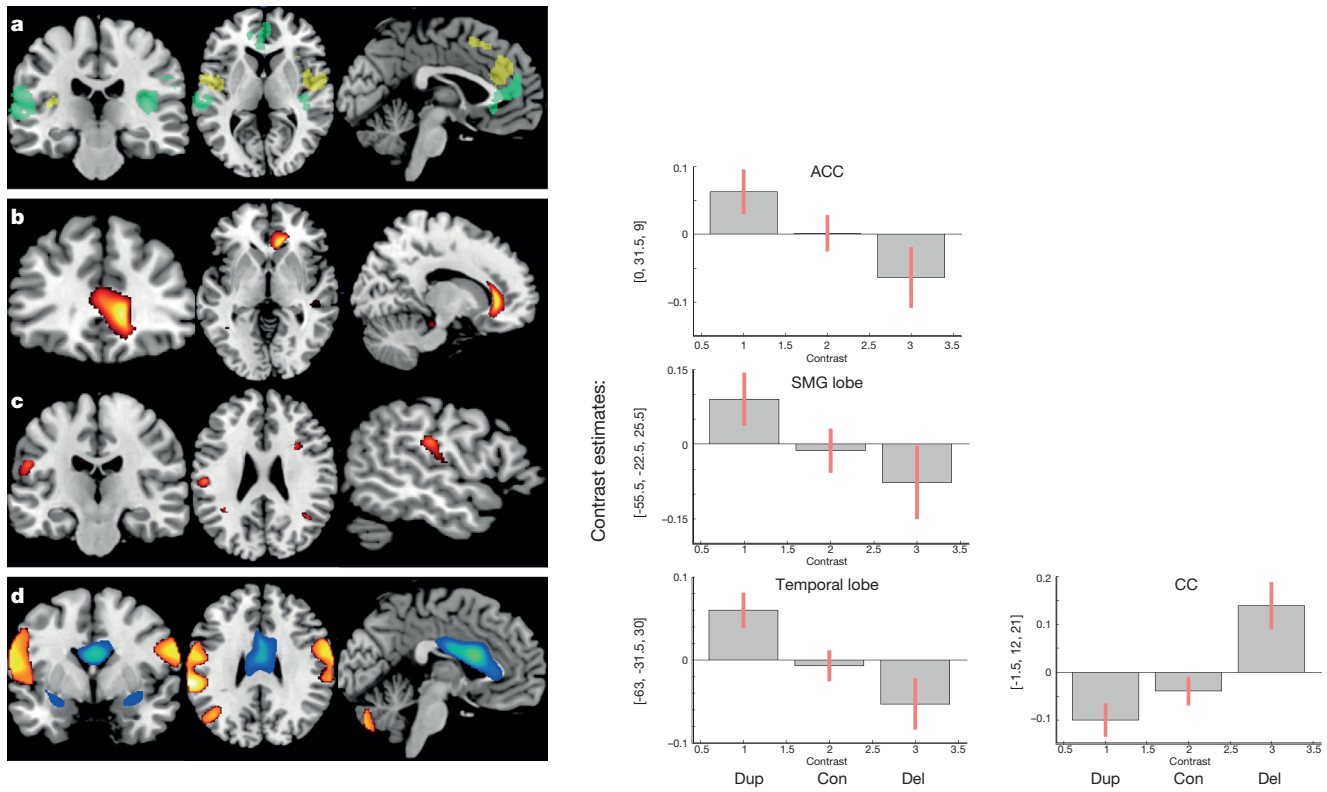 a
b
c
d
Contrast estimates:
ACC
[0, 31.5, 9]
0.1
0
−0.1
0.5 1 1.5 2 2.5 3 3.5
Contrast
SMG lobe
[-55.5, -22.5, 25.5]
0.15
0
−0.15
0.5 1 1.5 2 2.5 3 3.5
Contrast
Temporal lobe
[-63, -31.5, 30]
0.1
0
−0.1
0.5 1 1.5 2 2.5 3 3.5
Contrast
Dup Con Del
CC
[-1.5, 12, 21]
0.2
0.1
0
−0.1
0.5 1 1.5 2 2.5 3 3.5
Contrast
Dup Con Del